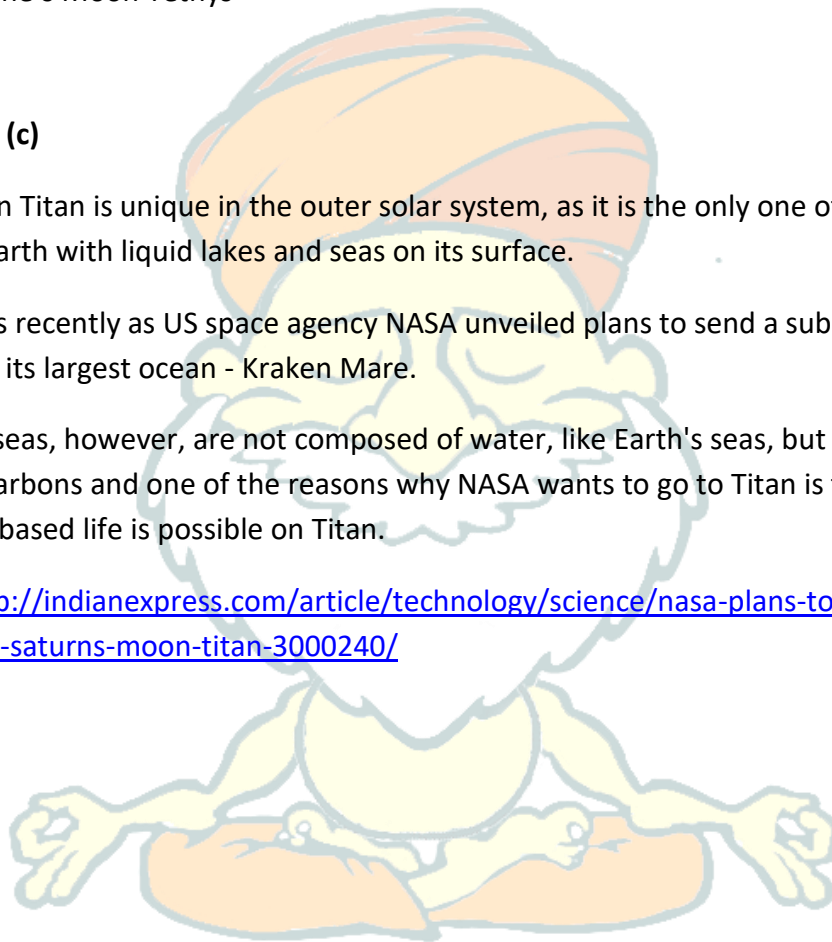 (c)
n Titan is unique in the outer solar system, as it is the only one o
arth with liquid lakes and seas on its surface.
s recently as US space agency NASA unveiled plans to send a sub
its largest ocean - Kraken Mare.
seas, however, are not composed of water, like Earth's seas, but
arbons and one of the reasons why NASA wants to go to Titan is
based life is possible on Titan.
p://indianexpress.com/article/technology/science/nasa-plans-to
-saturns-moon-titan-3000240/